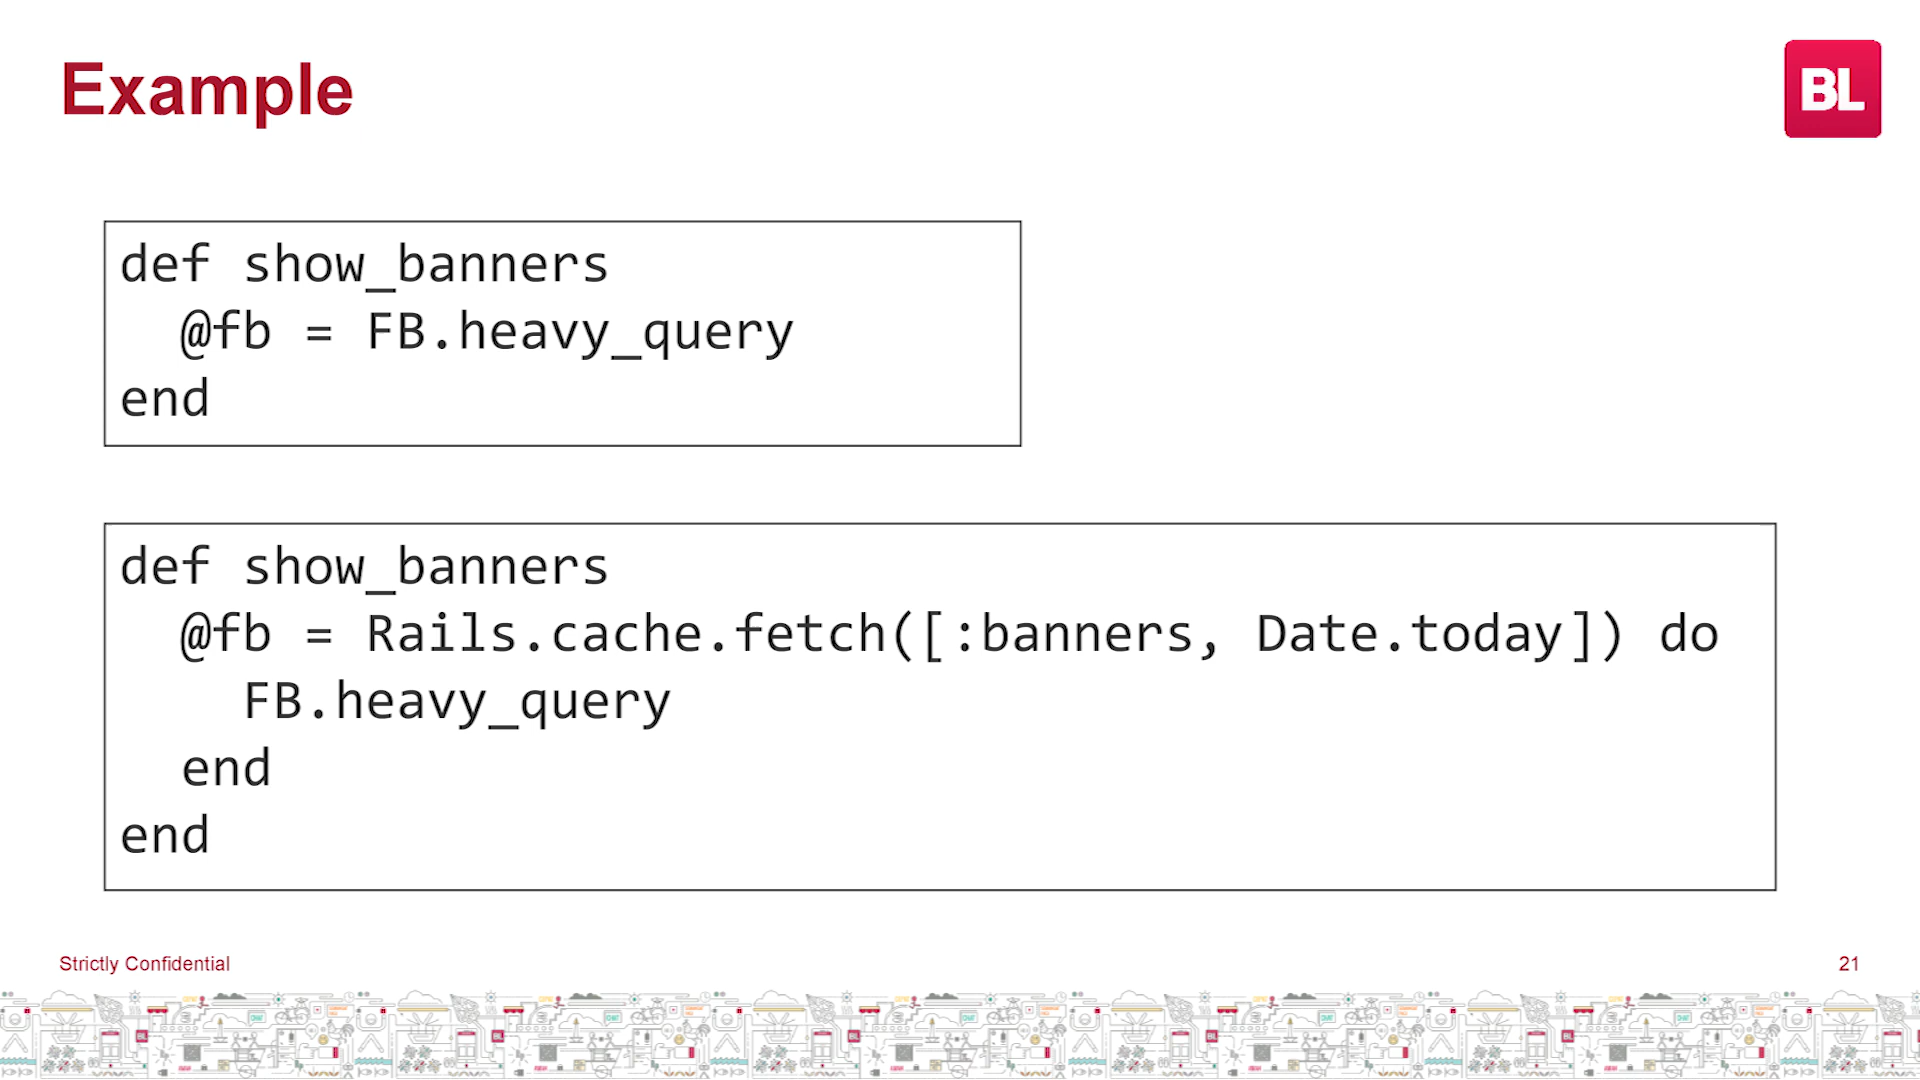 Example
BL
def show_banners
  @fb = FB.heavy_query
end
def show_banners
  @fb = Rails.cache.fetch([:banners, Date.today]) do
    FB.heavy_query
  end
end
Strictly Confidential
21